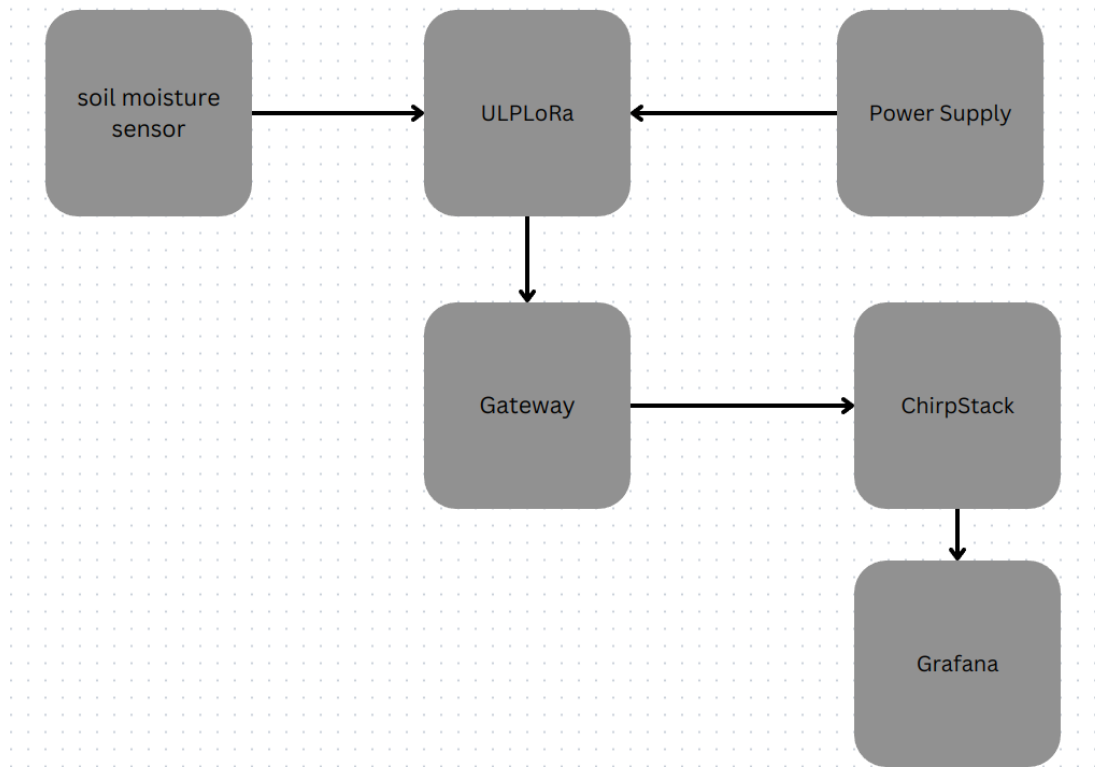 soil moisture
sensor
ULPLoRa
Power Supply
Gateway
ChirpStack
Grafana